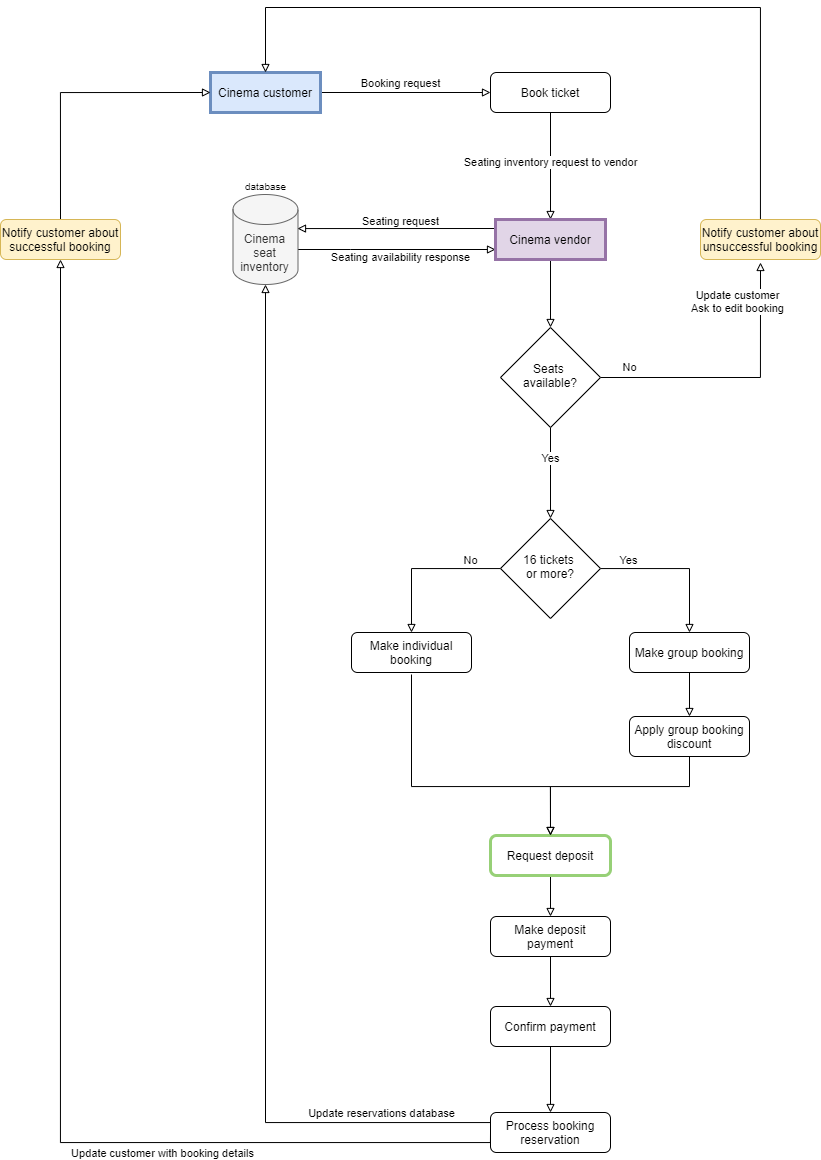 Cinema customer
Booking request
Book ticket
Seating inventory request to vendor
database
Cinema
seat
inventory
Seating request
Seating availability response
Cinema vendor
Notify customer about
successful booking
Notify customer about
unsuccessful booking
Update customer
Ask to edit booking
Seats
available?
No
Yes
16 tickets
or more?
No
Yes
Make individual
booking
Make group booking
Apply group booking
discount
Request deposit
Make deposit
payment
Confirm payment
Process booking
reservation
Update reservations database
Update customer with booking details